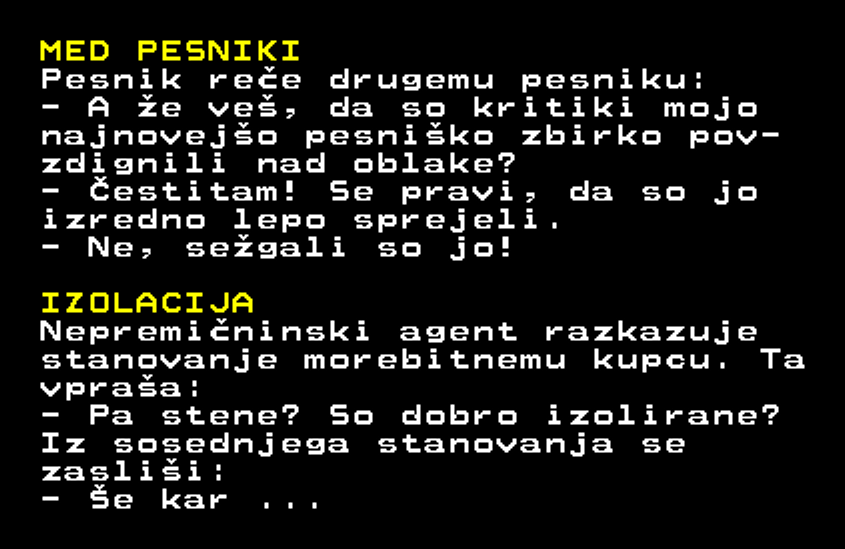 MED PESNIKI
Pesnik reče drugemu pesniku:
- A že veš, da so kritiki mojo
najnovejšo pesniško zbirko pov-
zdignili nad oblake?
- Čestitam! Se pravi, da so jo
izredno lepo sprejeli.
- Ne, sežgali so jo!
IZOLACIJA
Nepremičninski agent razkazuje
stanovanje morebitnemu kupcu. Ta
vpraša:
- Pa stene? So dobro izolirane?
Iz sosednjega stanovanja se
zasliši:
- Še kar ...